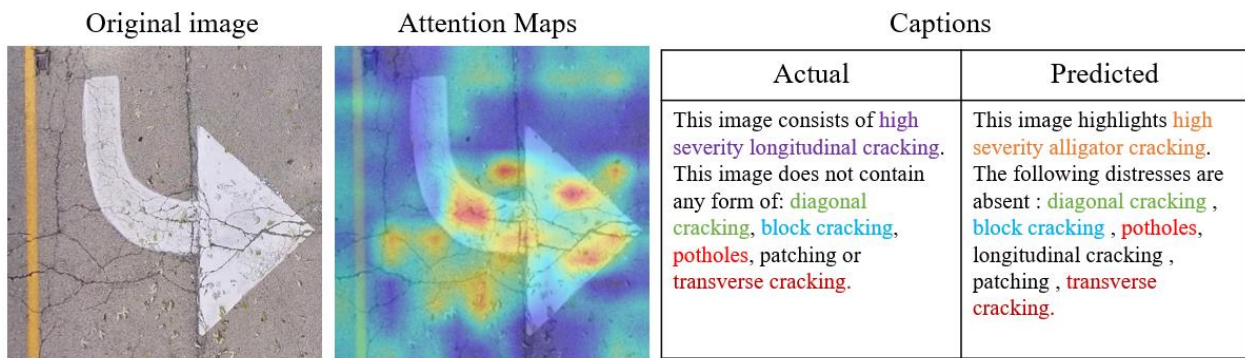 Original image
Attention Maps
Captions
Actual
Predicted
This image consists of high
severity longitudinal cracking.
This image does not contain
any form of: diagonal
cracking, block cracking,
potholes, patching or
transverse cracking.
This image highlights high
severity alligator cracking.
The following distresses are
absent : diagonal cracking ,
block cracking , potholes,
longitudinal cracking ,
patching , transverse
cracking.